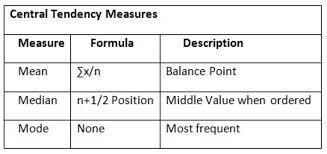 Central Tendency Measures
Measure Formula Description
Mean ∑x/n Balance Point
Median n+1/2 Position Middle Value when ordered
Mode None Most frequent